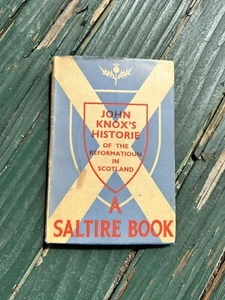 JOHN
KNOX'S
HISTORIE
OF THE
REFORMATIOUN
IN
SCOTLAND
A
SALTIRE BOOK